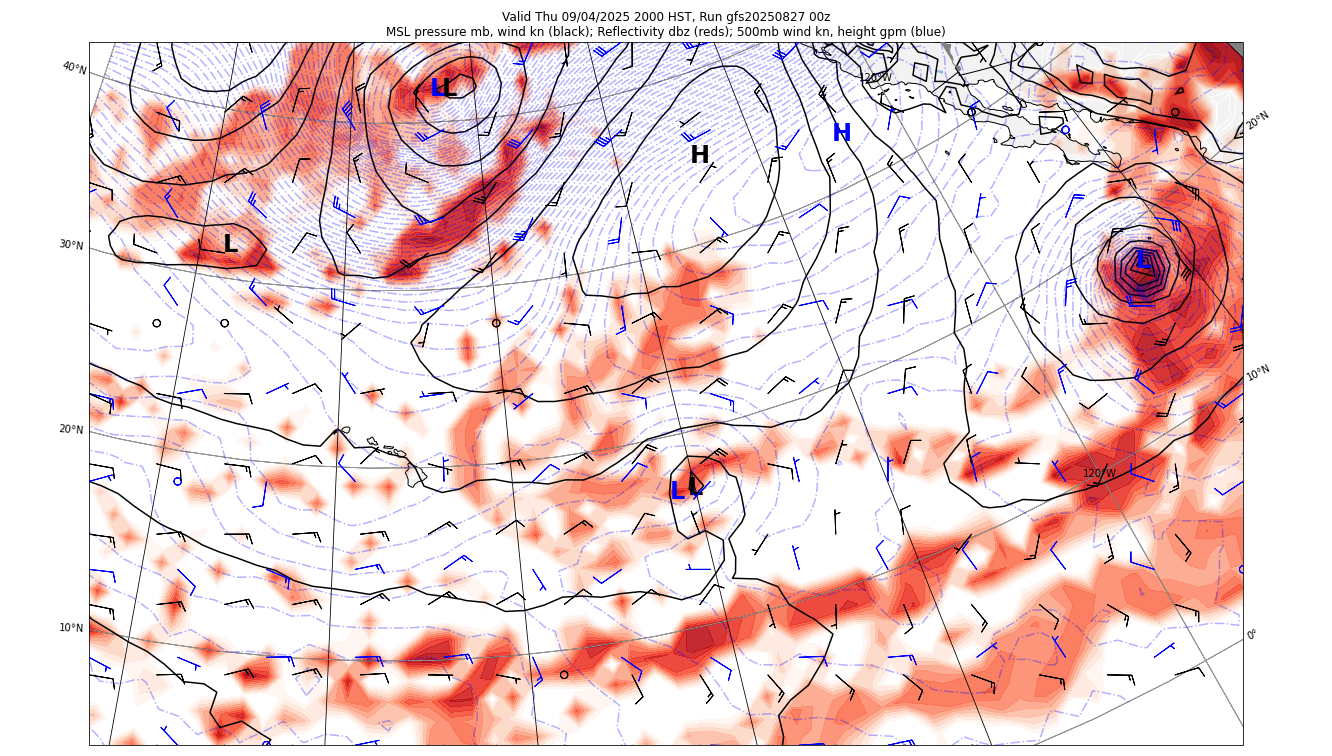 Valid Thu 09/04/2025 2000 HST, Run gfs20250827 00z
MSL pressure mb, wind kn (black); Reflectivity dbz (reds); 500mb wind kn, height gpm (blue)
40°N
120°W
LL
20°N
H
H
30°N
L
L
10°N
20°N
120°W
L L
10°N
0°